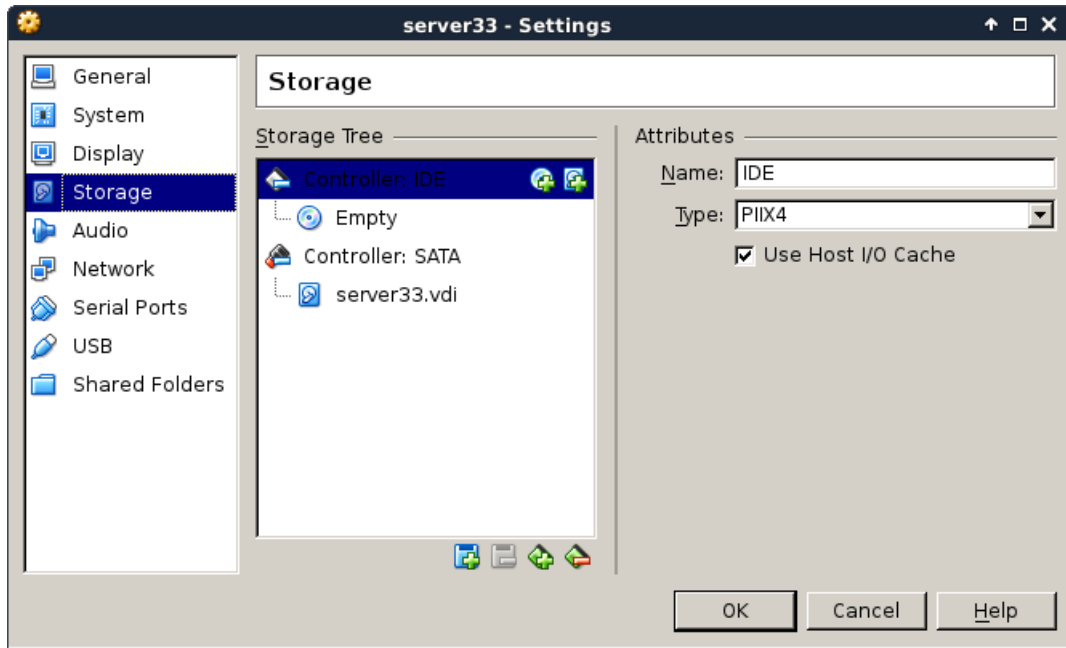 server33 - Settings
General
System
Display
Storage
Audio
Network
Serial Ports
USB
Shared Folders
Storage
Storage Tree
Controller: IDE
Empty
Controller: SATA
server33.vdi
Attributes
Name: IDE
Type: PIIX4
Use Host I/O Cache
OK Cancel Help